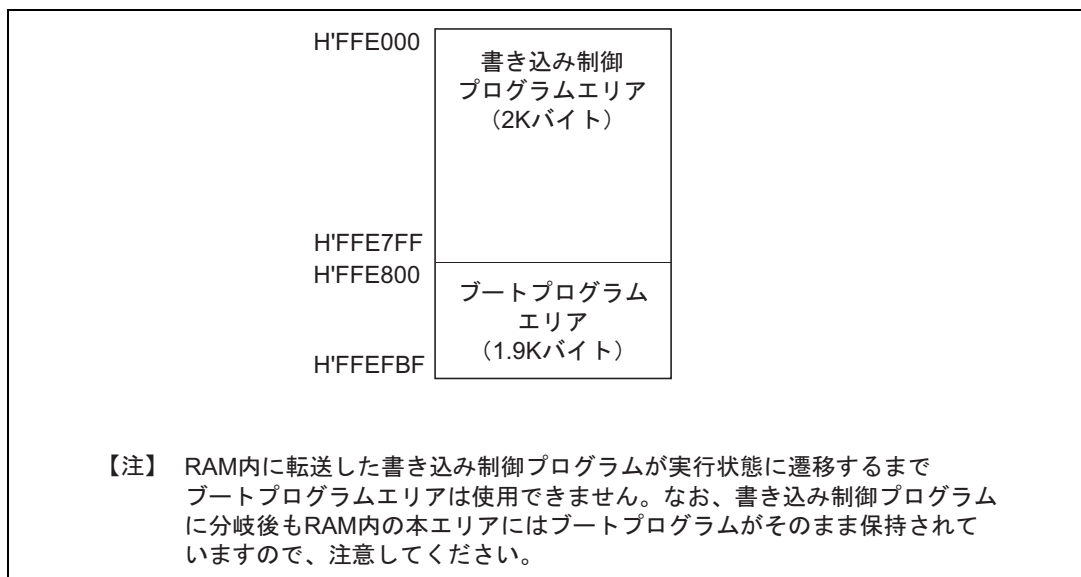 H'FFE000
書き込み制御
プログラムエリア
（2Kバイト）
H'FFE7FF
H'FFE800
ブートプログラム
エリア
（1.9Kバイト）
H'FFEFBF
【注】 RAM内に転送した書き込み制御プログラムが実行状態に遷移するまで
ブートプログラムエリアは使用できません。なお、書き込み制御プログラム
に分岐後もRAM内の本エリアにはブートプログラムがそのまま保持されて
いますので、注意してください。